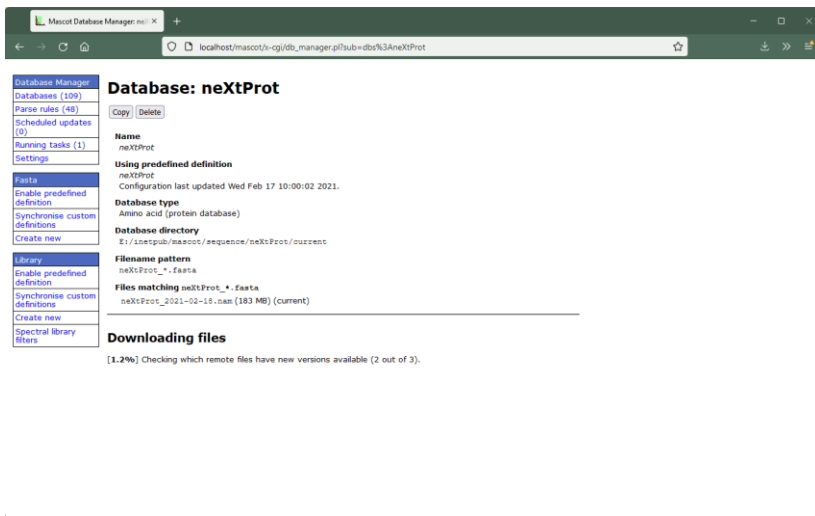 Mascot Database Manager: neX
localhost/mascot/x-cgi/db_manager.pl?sub=dbs%3AneXtProt
Database Manager
Databases (109)
Parse rules (48)
Scheduled updates
(0)
Running tasks (1)
Settings
Fasta
Enable predefined
definition
Synchronise custom
definitions
Create new
Library
Enable predefined
definition
Synchronise custom
definitions
Create new
Spectral library
filters
Database: neXtProt
Copy Delete
Name
neXtProt
Using predefined definition
neXtProt
Configuration last updated Wed Feb 17 10:00:02 2021.
Database type
Amino acid (protein database)
Database directory
E:/inetpub/mascot/sequence/neXtProt/current
Filename pattern
neXtProt_*.fasta
Files matching neXtProt_*.fasta
neXtProt_2021-02-18.nam (183 MB) (current)
Downloading files
[1.2%] Checking which remote files have new versions available (2 out of 3).